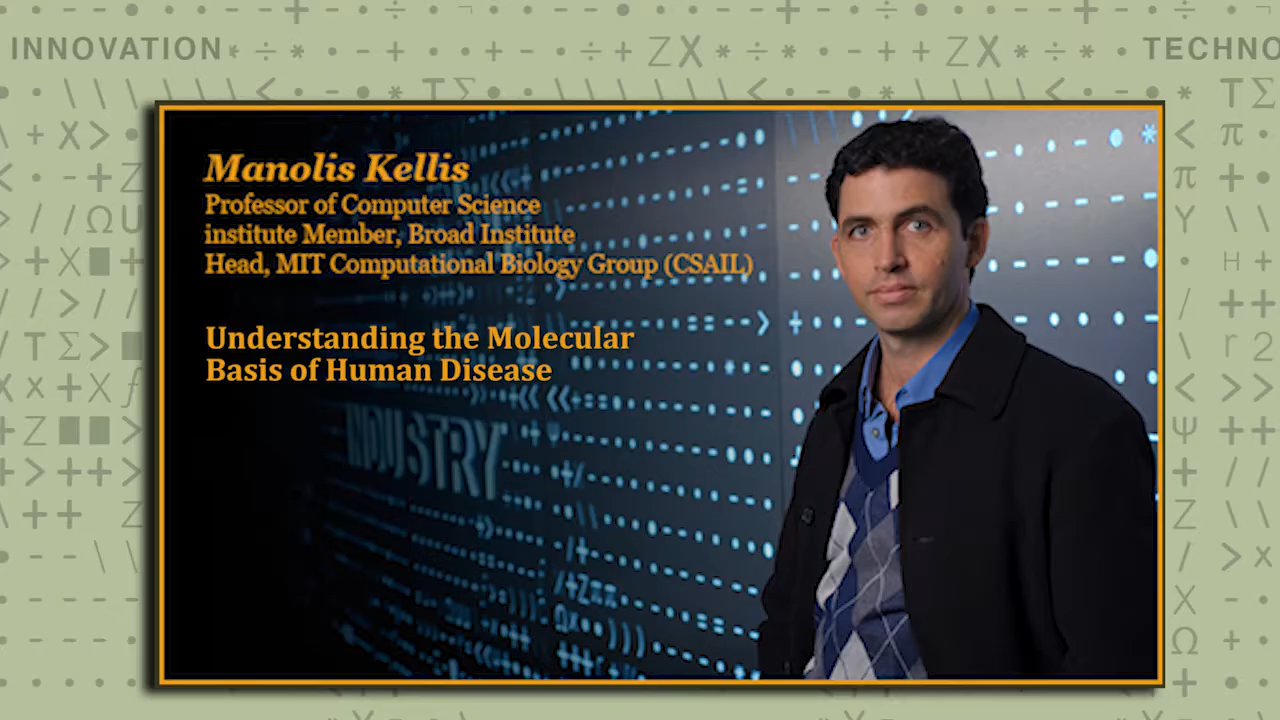 INNOVATION
TECHNO
Manolis Kellis
Professor of Computer Science
institute Member, Broad Institute
Head, MIT Computational Biology Group (CSAIL)
Understanding the Molecular
Basis of Human Disease
INDUSTRY